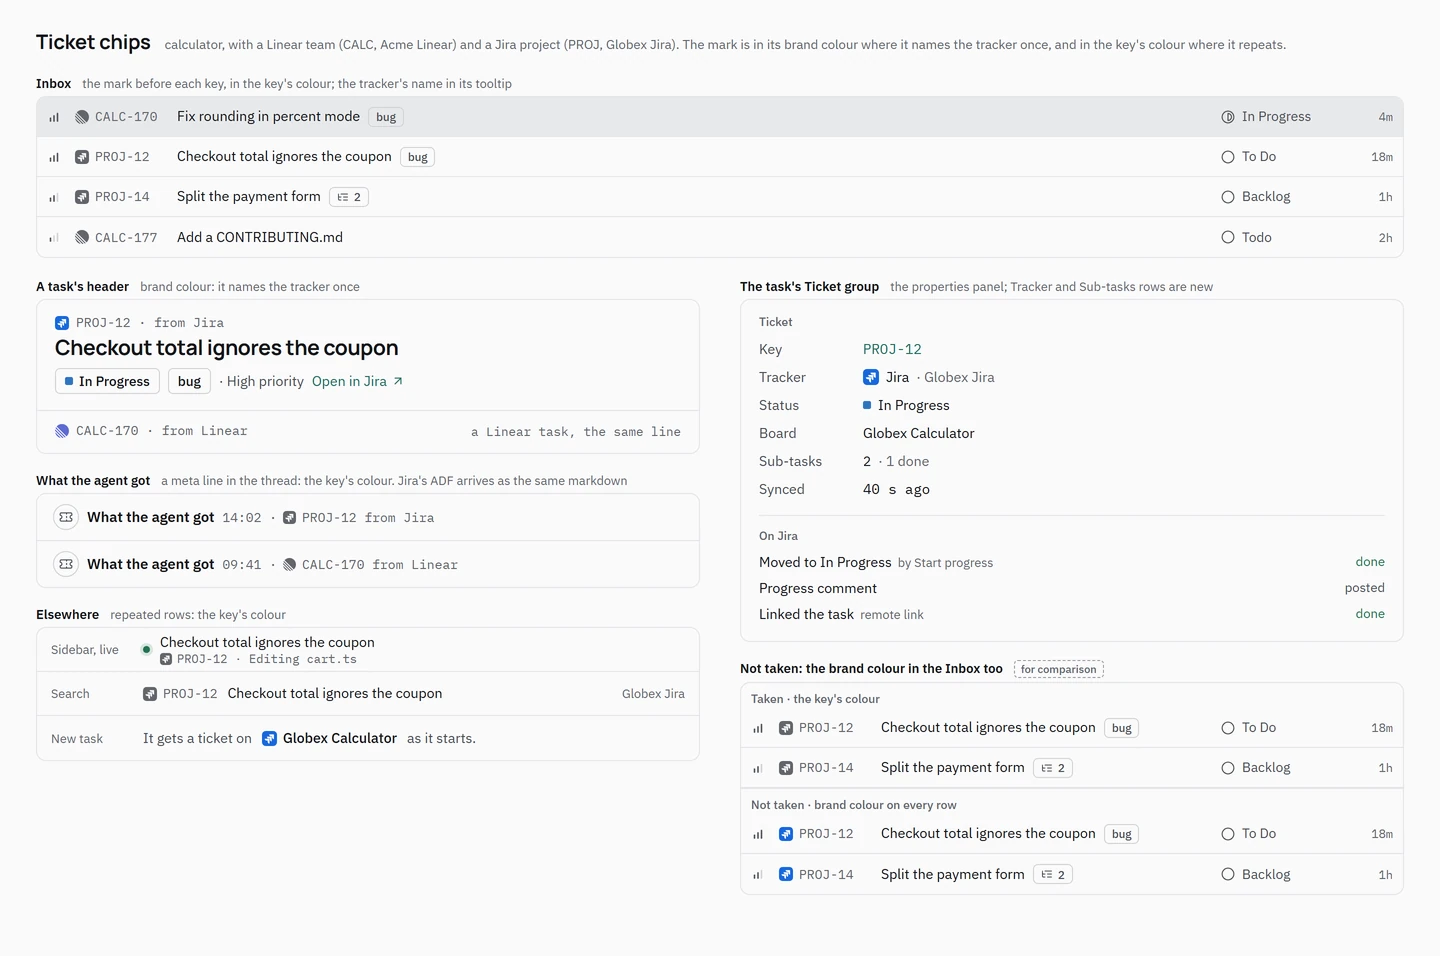 Ticket chips calculator, with a Linear team (CALC, Acme Linear) and a Jira project (PROJ, Globex Jira). The mark is in its brand colour where it names the tracker once, and in the key's colour where it repeats.
Inbox the mark before each key, in the key's colour; the tracker's name in its tooltip
CALC-170 Fix rounding in percent mode bug In Progress 4m
PROJ-12 Checkout total ignores the coupon bug To Do 18m
PROJ-14 Split the payment form 2 Backlog 1h
CALC-177 Add a CONTRIBUTING.md Todo 2h
A task's header brand colour: it names the tracker once
PROJ-12 · from Jira
Checkout total ignores the coupon
In Progress bug · High priority Open in Jira ↗
CALC-170 · from Linear a Linear task, the same line
What the agent got a meta line in the thread: the key's colour. Jira's ADF arrives as the same markdown
What the agent got 14:02 · PROJ-12 from Jira
What the agent got 09:41 · CALC-170 from Linear
Elsewhere repeated rows: the key's colour
Sidebar, live Checkout total ignores the coupon
PROJ-12 · Editing cart.ts
Search PROJ-12 Checkout total ignores the coupon Globex Jira
New task It gets a ticket on Globex Calculator as it starts.
The task's Ticket group the properties panel; Tracker and Sub-tasks rows are new
Ticket
Key PROJ-12
Tracker Jira · Globex Jira
Status In Progress
Board Globex Calculator
Sub-tasks 2 · 1 done
Synced 40 s ago
On Jira
Moved to In Progress by Start progress done
Progress comment posted
Linked the task remote link done
Not taken: the brand colour in the Inbox too for comparison
Taken · the key's colour
PROJ-12 Checkout total ignores the coupon bug To Do 18m
PROJ-14 Split the payment form 2 Backlog 1h
Not taken · brand colour on every row
PROJ-12 Checkout total ignores the coupon bug To Do 18m
PROJ-14 Split the payment form 2 Backlog 1h